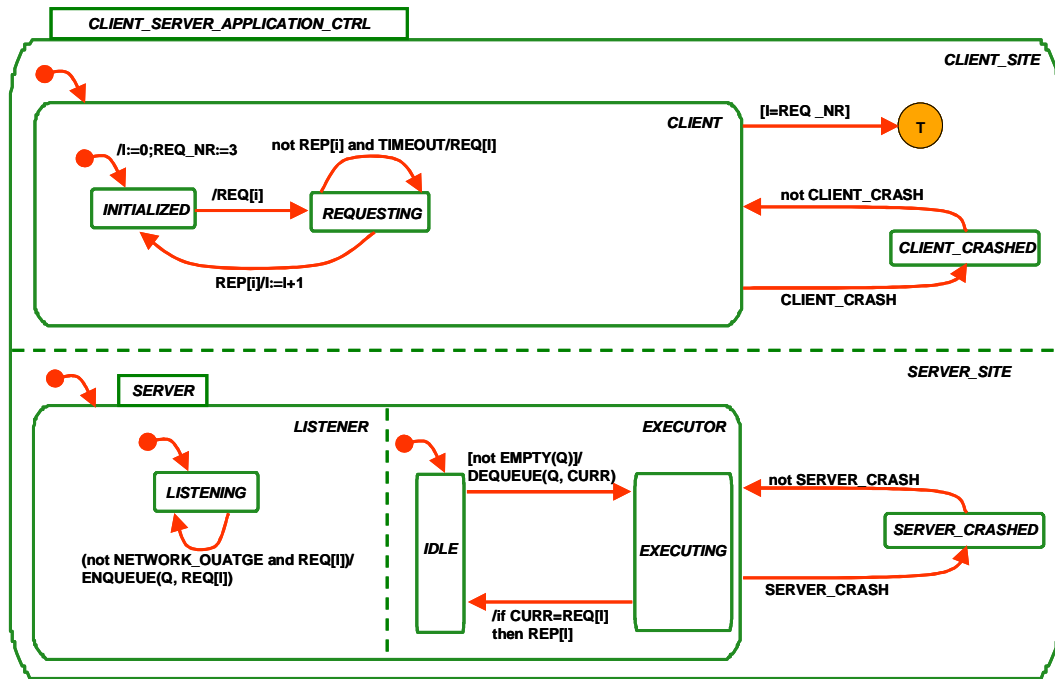 CLIENT_SERVER_APPLICATION_CTRL
CLIENT_SITE
CLIENT
[I=REQ _NR]
T
/I:=0;REQ_NR:=3
not REP[i] and TIMEOUT/REQ[I]
/REQ[i]
INITIALIZED
REQUESTING
not CLIENT_CRASH
CLIENT_CRASHED
REP[i]/I:=I+1
CLIENT_CRASH
SERVER_SITE
SERVER
LISTENER
EXECUTOR
[not EMPTY(Q)]/
DEQUEUE(Q, CURR)
not SERVER_CRASH
LISTENING
SERVER_CRASHED
IDLE
EXECUTING
(not NETWORK_OUATGE and REQ[I])/
ENQUEUE(Q, REQ[I])
SERVER_CRASH
/if CURR=REQ[I]
then REP[I]